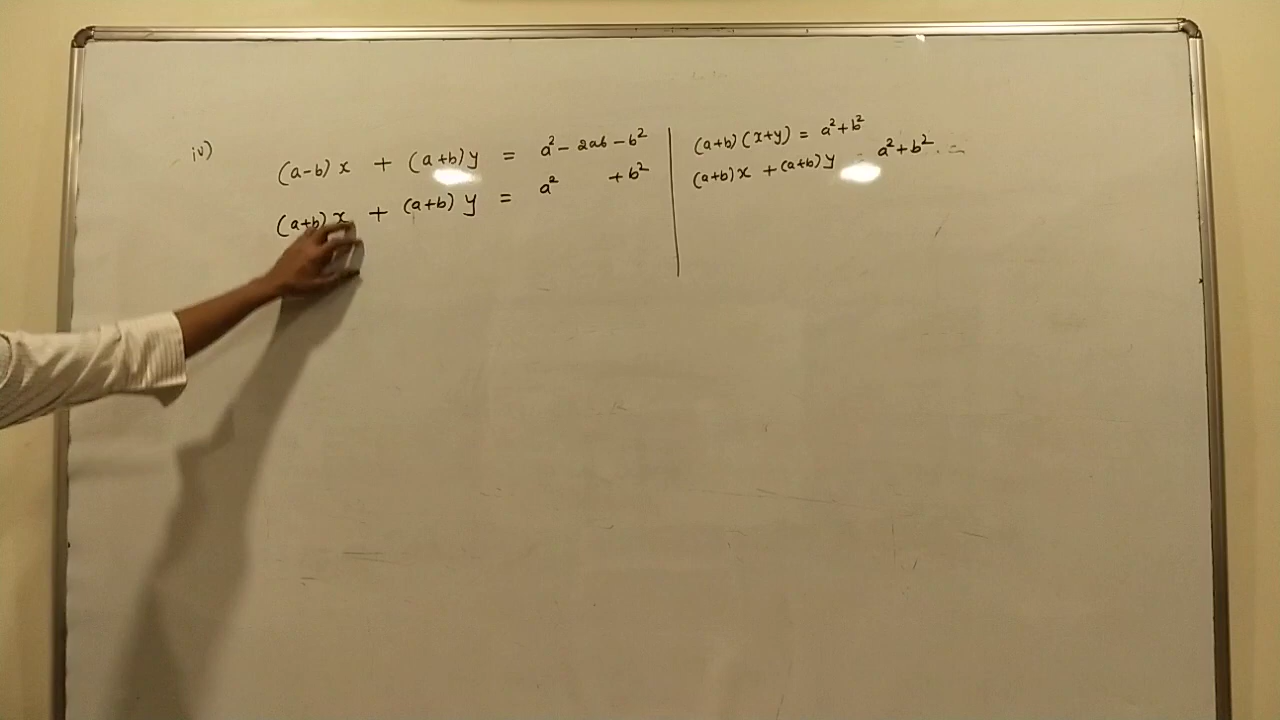 iv)
(a-b) x + (a+b) y = a² - 2ab - b²
(a+b) x + (a+b) y = a² + b²
(a+b) (x+y) = a² + b²
(a+b) x + (a+b) y = a² + b².